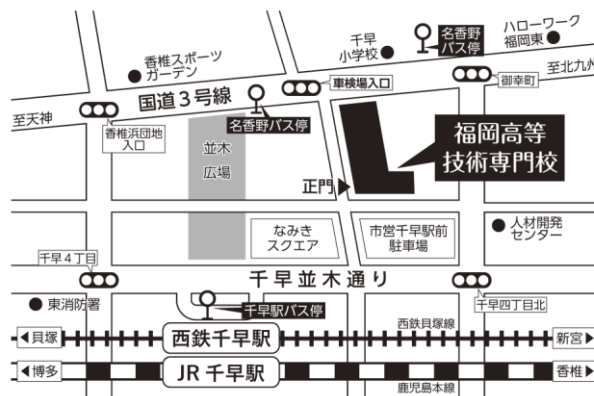 名香野
バス停
ハローワーク
福岡東
千早
小学校
香椎スポーツ
ガーデン
車検場入口
御幸町
至北九州
国道3号線
至天神
香椎浜団地
入口
名香野バス停
並木
広場
福岡高等
技術専門校
正門
なみき
スクエア
市営千早駅前
駐車場
人材開発
センター
千早4丁目
千早並木通り
東消防署
千早駅バス停
千早四丁目北
西鉄貝塚線
貝塚
西鉄千早駅
新宮
博多
JR 千早駅
香椎
鹿児島本線